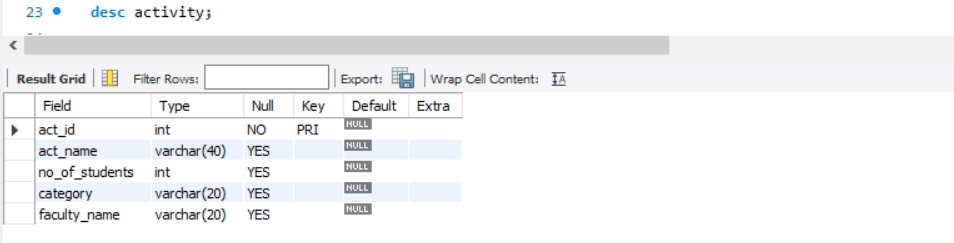 23 desc activity;
Result Grid Filter Rows: Export: Wrap Cell Content: IA
Field Type Null Key Default Extra
act_id int NO PRI NULL
act_name varchar(40) YES NULL
no_of_students int YES NULL
category varchar(20) YES NULL
faculty_name varchar(20) YES NULL